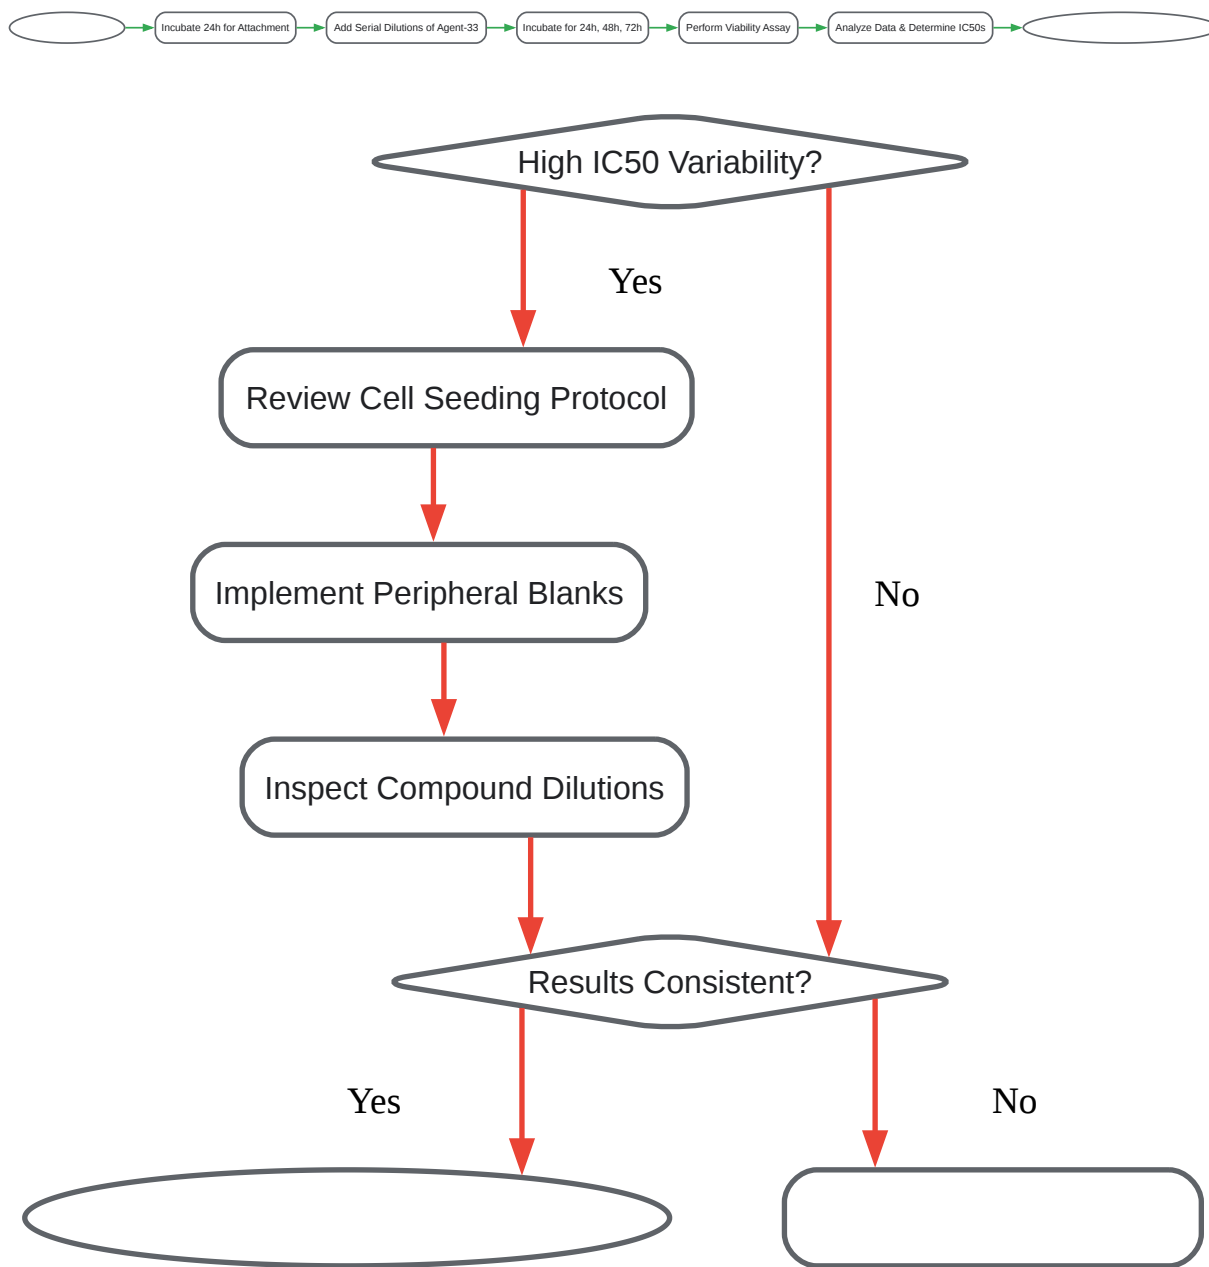 Incubate 24h for Attachment
Add Serial Dilutions of Agent-33
Incubate for 24h, 48h, 72h
Perform Viability Assay
Analyze Data & Determine IC50s
High IC50 Variability?
Yes
Review Cell Seeding Protocol
Implement Peripheral Blanks
No
Inspect Compound Dilutions
Results Consistent?
Yes
No